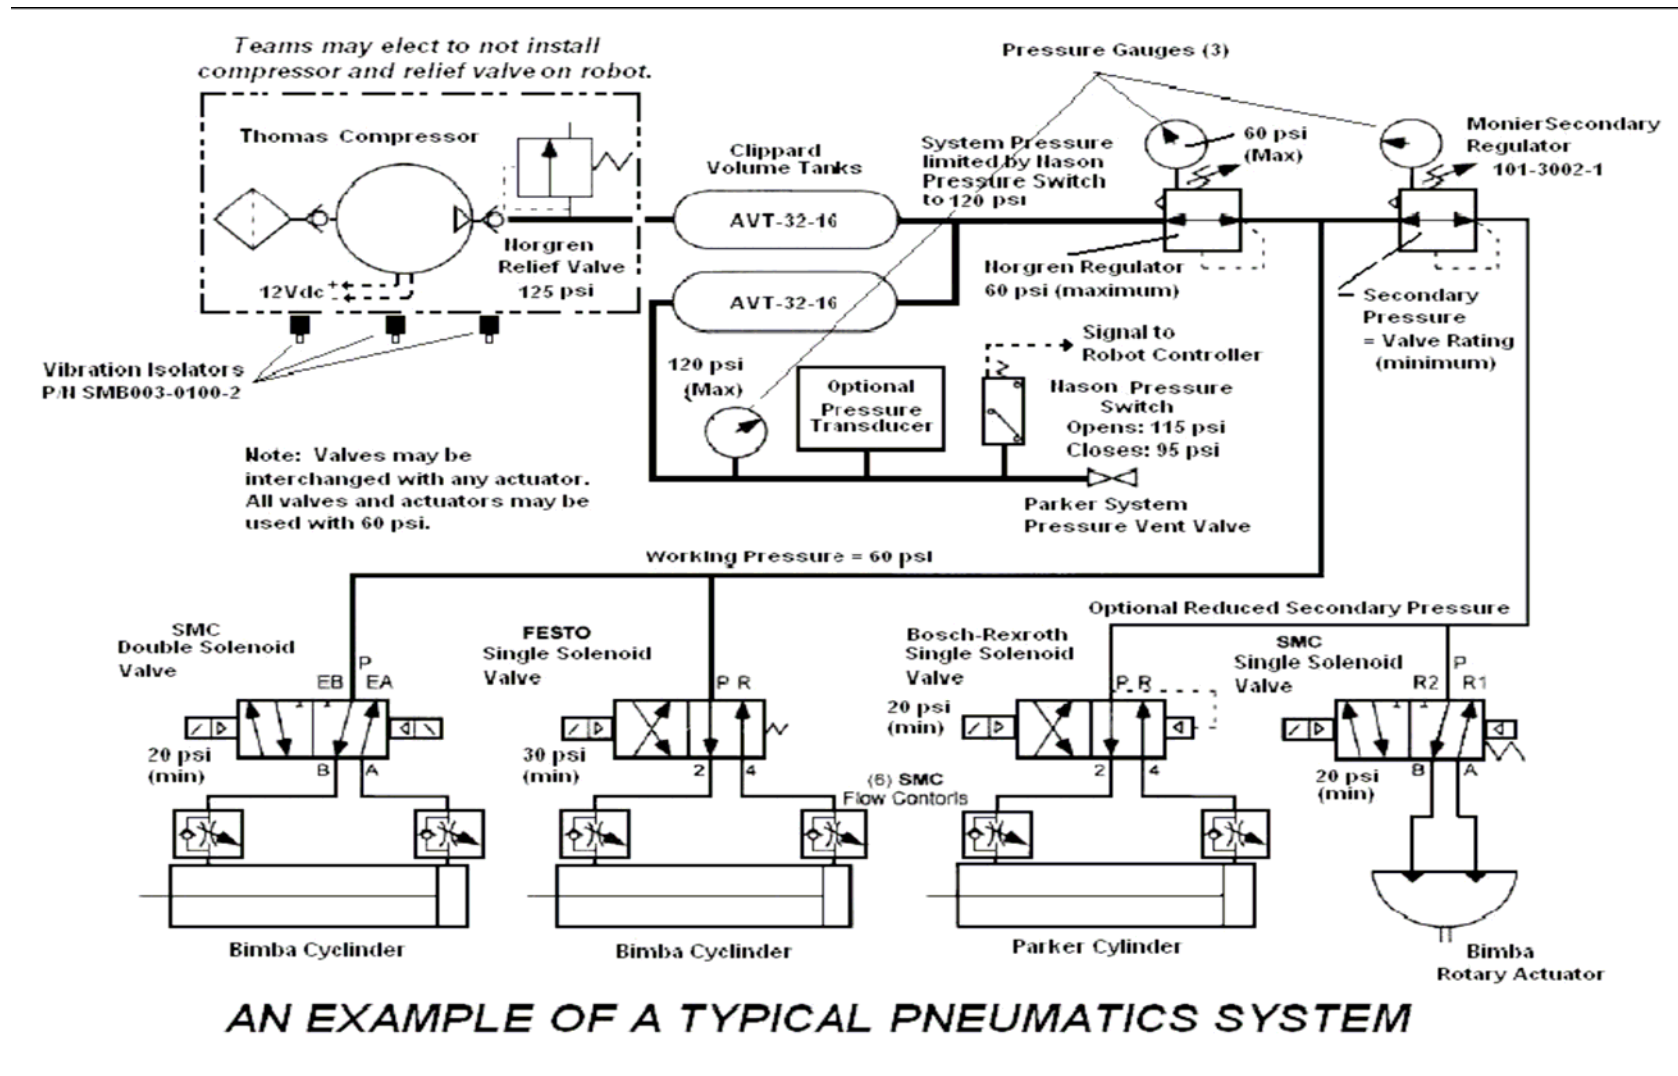 Teams may elect to not install
compressor and relief valve on robot.
Thomas Compressor
12Vdc
+
-
Norgren
Relief Valve
125 psi
Vibration Isolators
P/N SMB003-0100-2
Clippard
Volume Tanks
AVT-32-16
AVT-32-16
Pressure Gauges (3)
System Pressure
limited by Nason
Pressure Switch
to 120 psi
60 psi
(Max)
Monier Secondary
Regulator
101-3002-1
Norgren Regulator
60 psi (maximum)
Secondary
Pressure
= Valve Rating
(minimum)
Signal to
Robot Controller
120 psi
(Max)
Optional
Pressure
Transducer
Nason Pressure
Switch
Opens: 115 psi
Closes: 95 psi
Parker System
Pressure Vent Valve
Note: Valves may be
interchanged with any actuator.
All valves and actuators may be
used with 60 psi.
Working Pressure = 60 psi
Optional Reduced Secondary Pressure
SMC
Double Solenoid
Valve
P
EB EA
20 psi
(min)
B A
FESTO
Single Solenoid
Valve
P R
30 psi
(min)
2 4
(6) SMC
Flow Contorls
Bosch-Rexroth
Single Solenoid
Valve
P R
20 psi
(min)
2 4
SMC
Single Solenoid
Valve
P
R2 R1
20 psi
(min)
B A
Bimba Cyclinder
Bimba Cyclinder
Parker Cylinder
Bimba
Rotary Actuator
AN EXAMPLE OF A TYPICAL PNEUMATICS SYSTEM